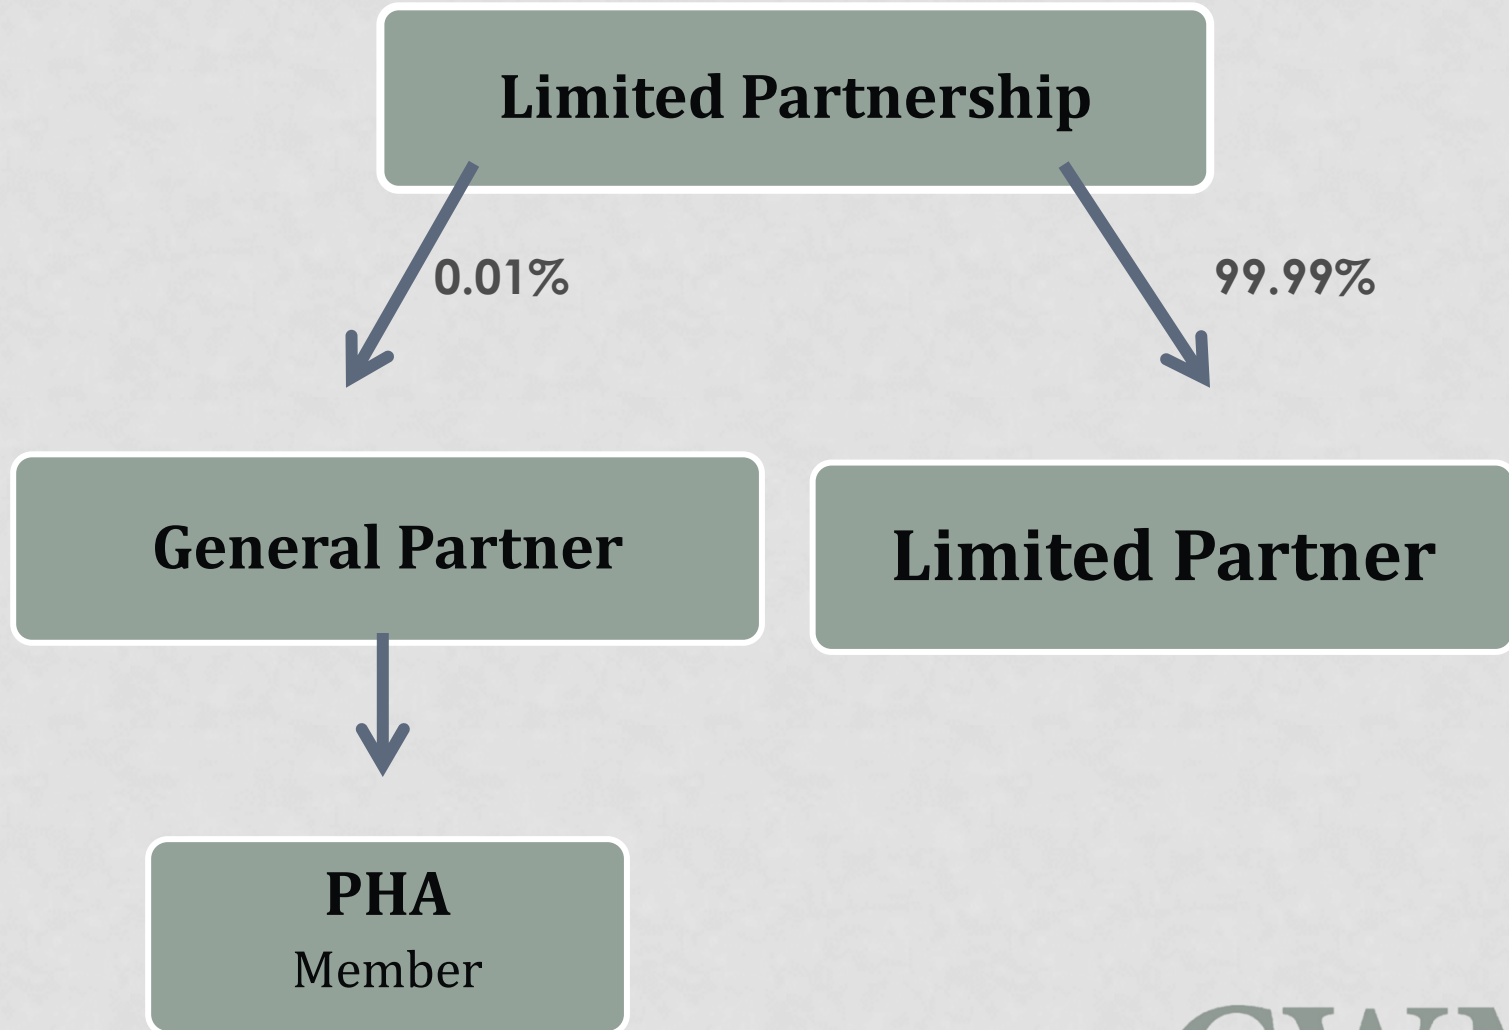 Limited Partnership
0.01%
99.99%
General Partner
Limited Partner
PHA
Member